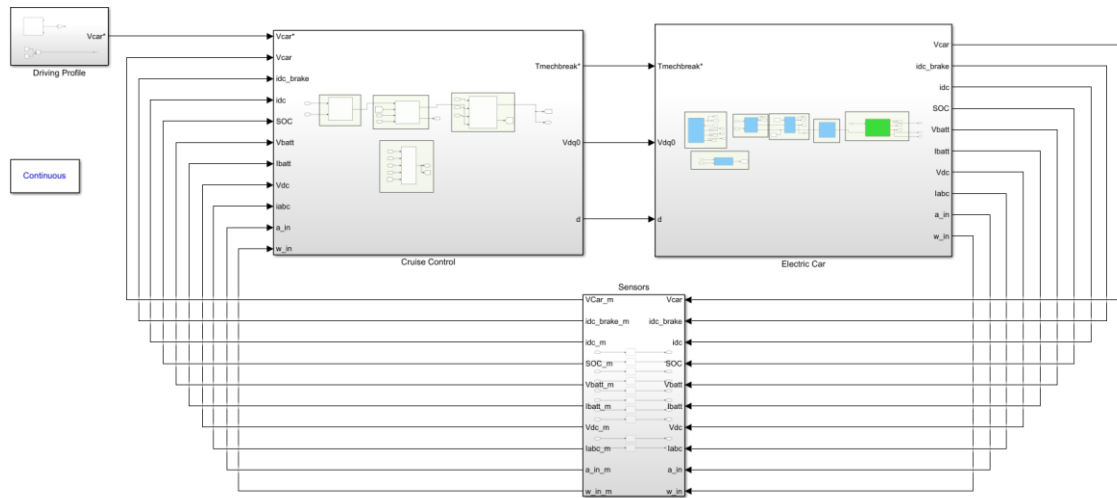 Vcar*
Driving Profile
Continuous
Vcar*
Vcar
idc_brake
idc
SOC
Vbatt
Ibatt
Vdc
iabc
a_in
w_in
Tmechbreak*
Vdq0
d
Cruise Control
Tmechbreak*
Vdq0
d
Vcar
idc_brake
idc
SOC
Vbatt
Ibatt
Vdc
Iabc
a_in
w_in
Electric Car
Sensors
VCar_m
idc_brake_m
idc_m
SOC_m
Vbatt_m
Ibatt_m
Vdc_m
Iabc_m
a_in_m
w_in_m
Vcar
idc_brake
idc
SOC
Vbatt
Ibatt
Vdc
Iabc
a_in
w_in